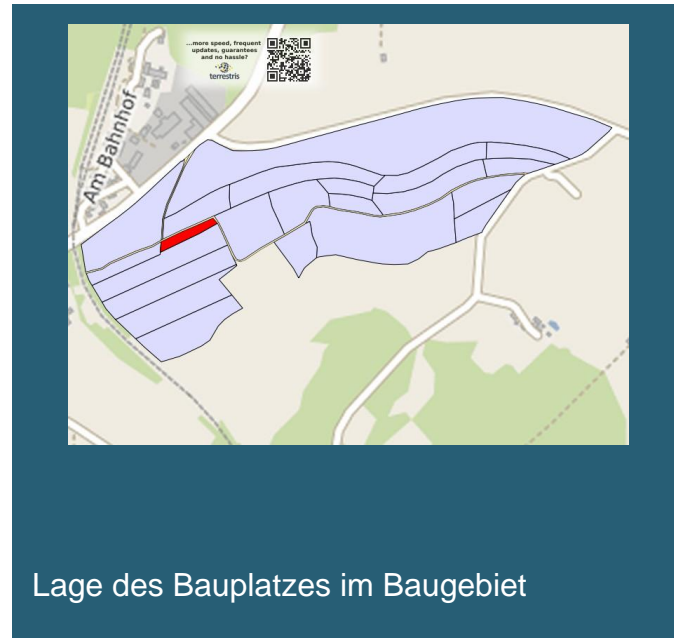 ...more speed, frequent
updates, guarantees
and no hassle?
terrestris
Am Bahnhof
Lage des Bauplatzes im Baugebiet